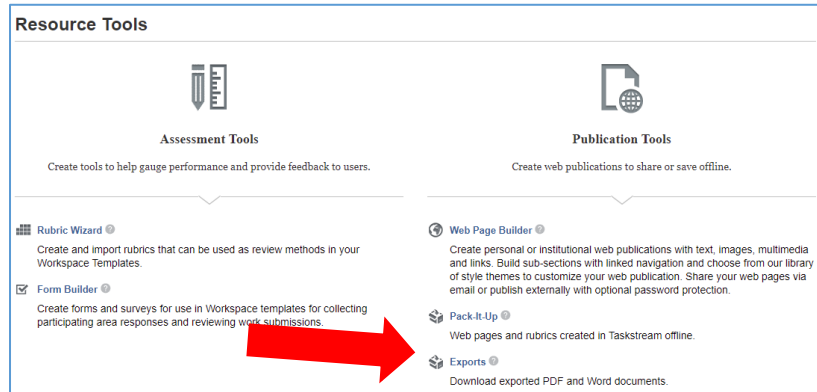 Resource Tools
Assessment Tools
Create tools to help gauge performance and provide feedback to users.
Rubric Wizard
Create and import rubrics that can be used as review methods in your
Workspace Templates.
Form Builder
Create forms and surveys for use in Workspace templates for collecting
participating area responses and reviewing work submissions.
Publication Tools
Create web publications to share or save offline.
Web Page Builder
Create personal or institutional web publications with text, images, multimedia
and links. Build sub-sections with linked navigation and choose from our library
of style themes to customize your web publication. Share your web pages via
email or publish externally with optional password protection.
Pack-It-Up
Web pages and rubrics created in Taskstream offline.
Exports
Download exported PDF and Word documents.